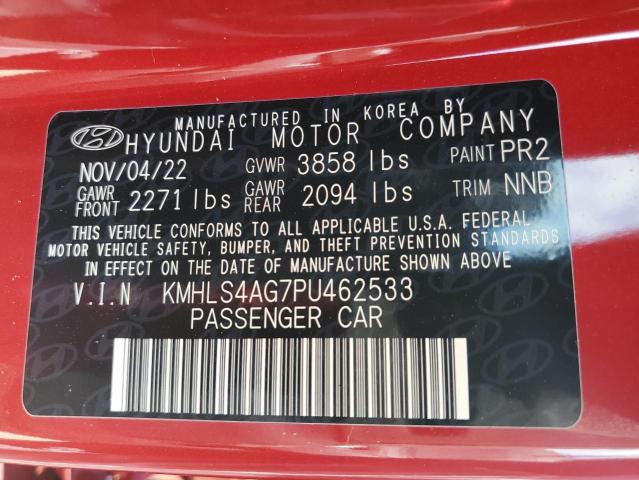 MANUFACTURED IN KOREA BY
HYUNDAI MOTOR COMPANY
NOV/04/22 GVWR 3858 lbs PAINT PR2
GAWR FRONT 2271 lbs GAWR REAR 2094 lbs TRIM NNB
THIS VEHICLE CONFORMS TO ALL APPLICABLE U.S.A. FEDERAL
MOTOR VEHICLE SAFETY, BUMPER, AND THEFT PREVENTION STANDARDS
IN EFFECT ON THE DATE OF MANUFACTURE SHOWN ABOVE.
V.I.N KMHLS4AG7PU462533
PASSENGER CAR